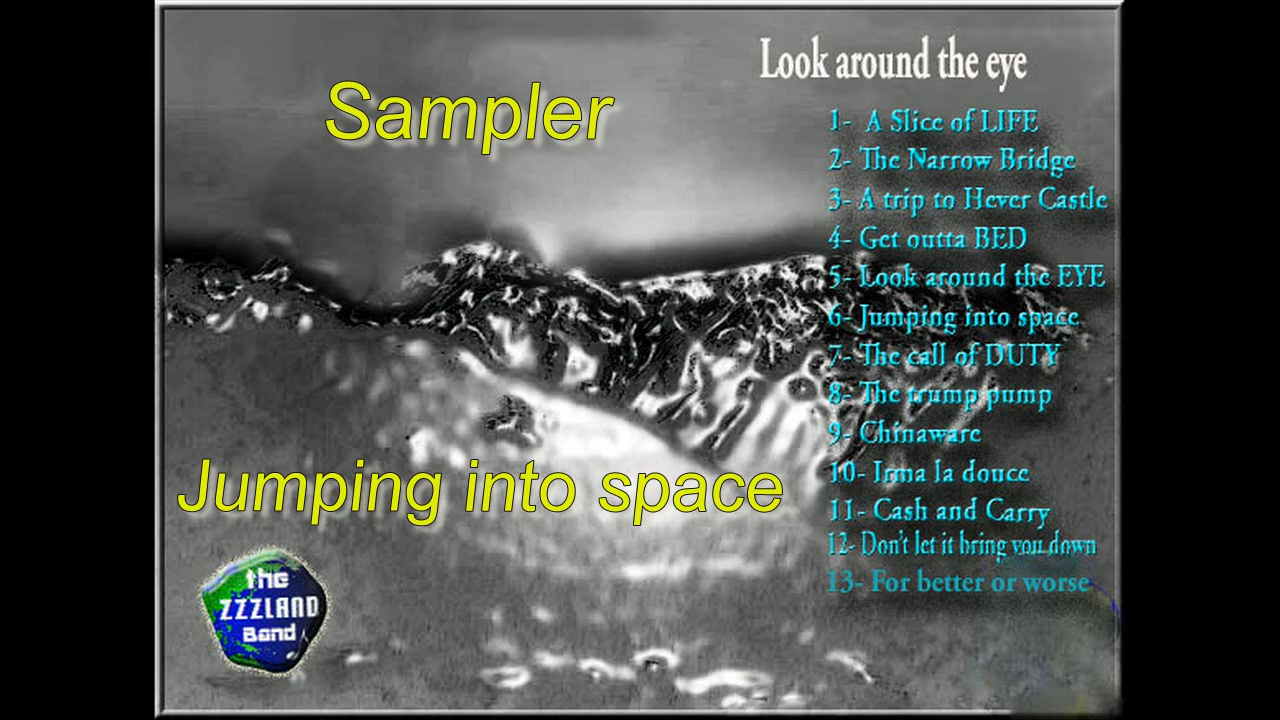 Look around the eye
Sampler
1- A Slice of LIFE
2- The Narrow Bridge
3- A trip to Hever Castle
4- Get outta BED
5- Look around the EYE
6- Jumping into space
7- The call of DUTY
8- The trump pump
9- Chinaware
10- Irma la douce
11- Cash and Carry
12- Don't let it bring you down
13- For better or worse
Jumping into space
the
ZZZLAND
Band